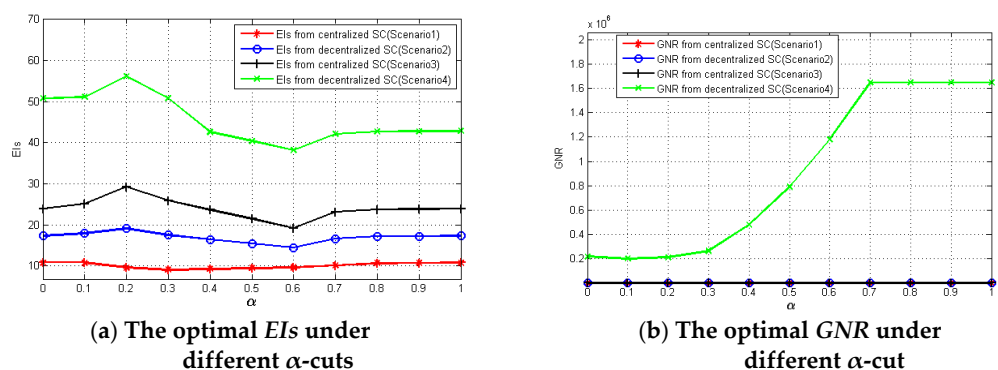 70
60
50
40
30
20
10
EIs
EIs from centralized SC(Scenario1)
EIs from decentralized SC(Scenario2)
EIs from centralized SC(Scenario3)
EIs from decentralized SC(Scenario4)
0 0.1 0.2 0.3 0.4 0.5 0.6 0.7 0.8 0.9 1
α
(a) The optimal EIs under
different α-cuts
x 10⁶
2
1.8
1.6
1.4
1.2
1
0.8
0.6
0.4
0.2
GNR
GNR from centralized SC(Scenario1)
GNR from decentralized SC(Scenario2)
GNR from centralized SC(Scenario3)
GNR from decentralized SC(Scenario4)
0 0.1 0.2 0.3 0.4 0.5 0.6 0.7 0.8 0.9 1
α
(b) The optimal GNR under
different α-cut